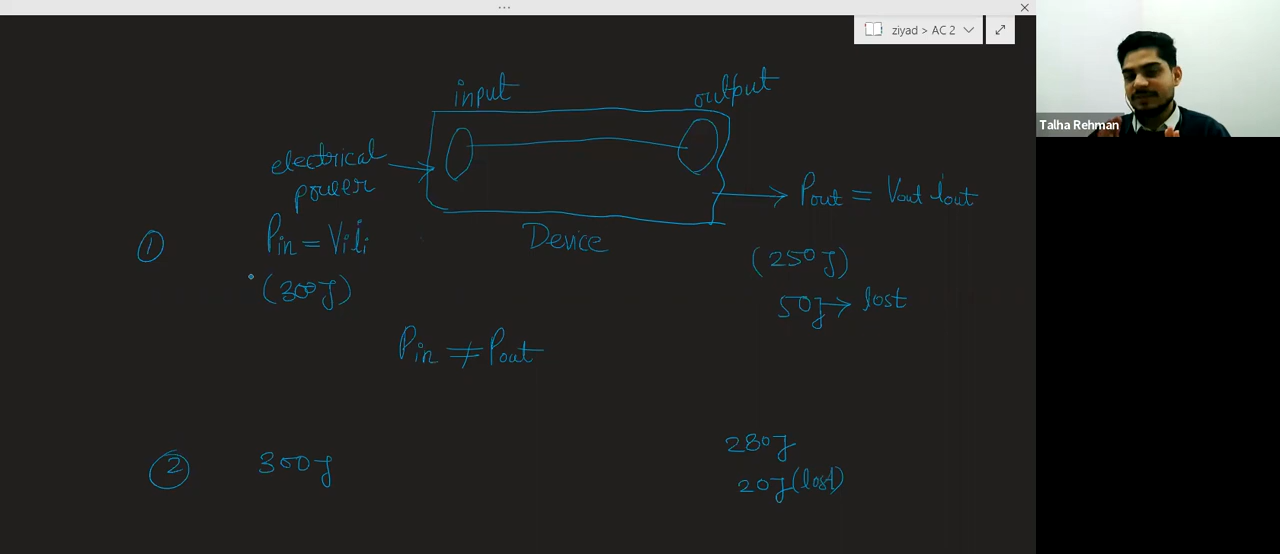 ziyad > AC 2
Talha Rehman
input
output
electrical
power
Pin = Viii
Pout = Vout iout
Device
①
(300J)
(250J)
50J → lost
Pin ≠ Pout
②
300J
280J
20J (lost)